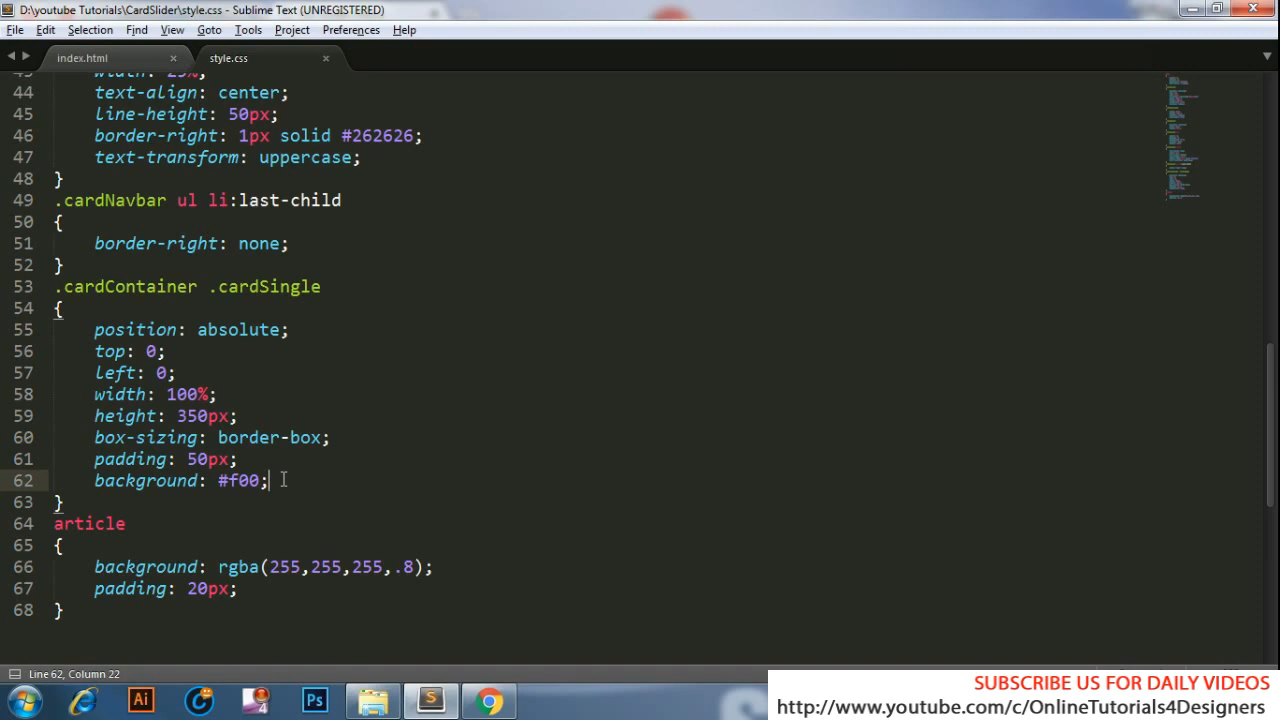 D:\youtube Tutorials\CardSlider\style.css - Sublime Text (UNREGISTERED)
File Edit Selection Find View Goto Tools Project Preferences Help
index.html style.css
43 width: 25%;
44 text-align: center;
45 line-height: 50px;
46 border-right: 1px solid #262626;
47 text-transform: uppercase;
48 }
49 .cardNavbar ul li:last-child
50 {
51 border-right: none;
52 }
53 .cardContainer .cardSingle
54 {
55 position: absolute;
56 top: 0;
57 left: 0;
58 width: 100%;
59 height: 350px;
60 box-sizing: border-box;
61 padding: 50px;
62 background: #f00;
63 }
64 article
65 {
66 background: rgba(255,255,255,.8);
67 padding: 20px;
68 }
Line 62, Column 22
Ai Ps
SUBSCRIBE US FOR DAILY VIDEOS
http://www.youtube.com/c/OnlineTutorials4Designers